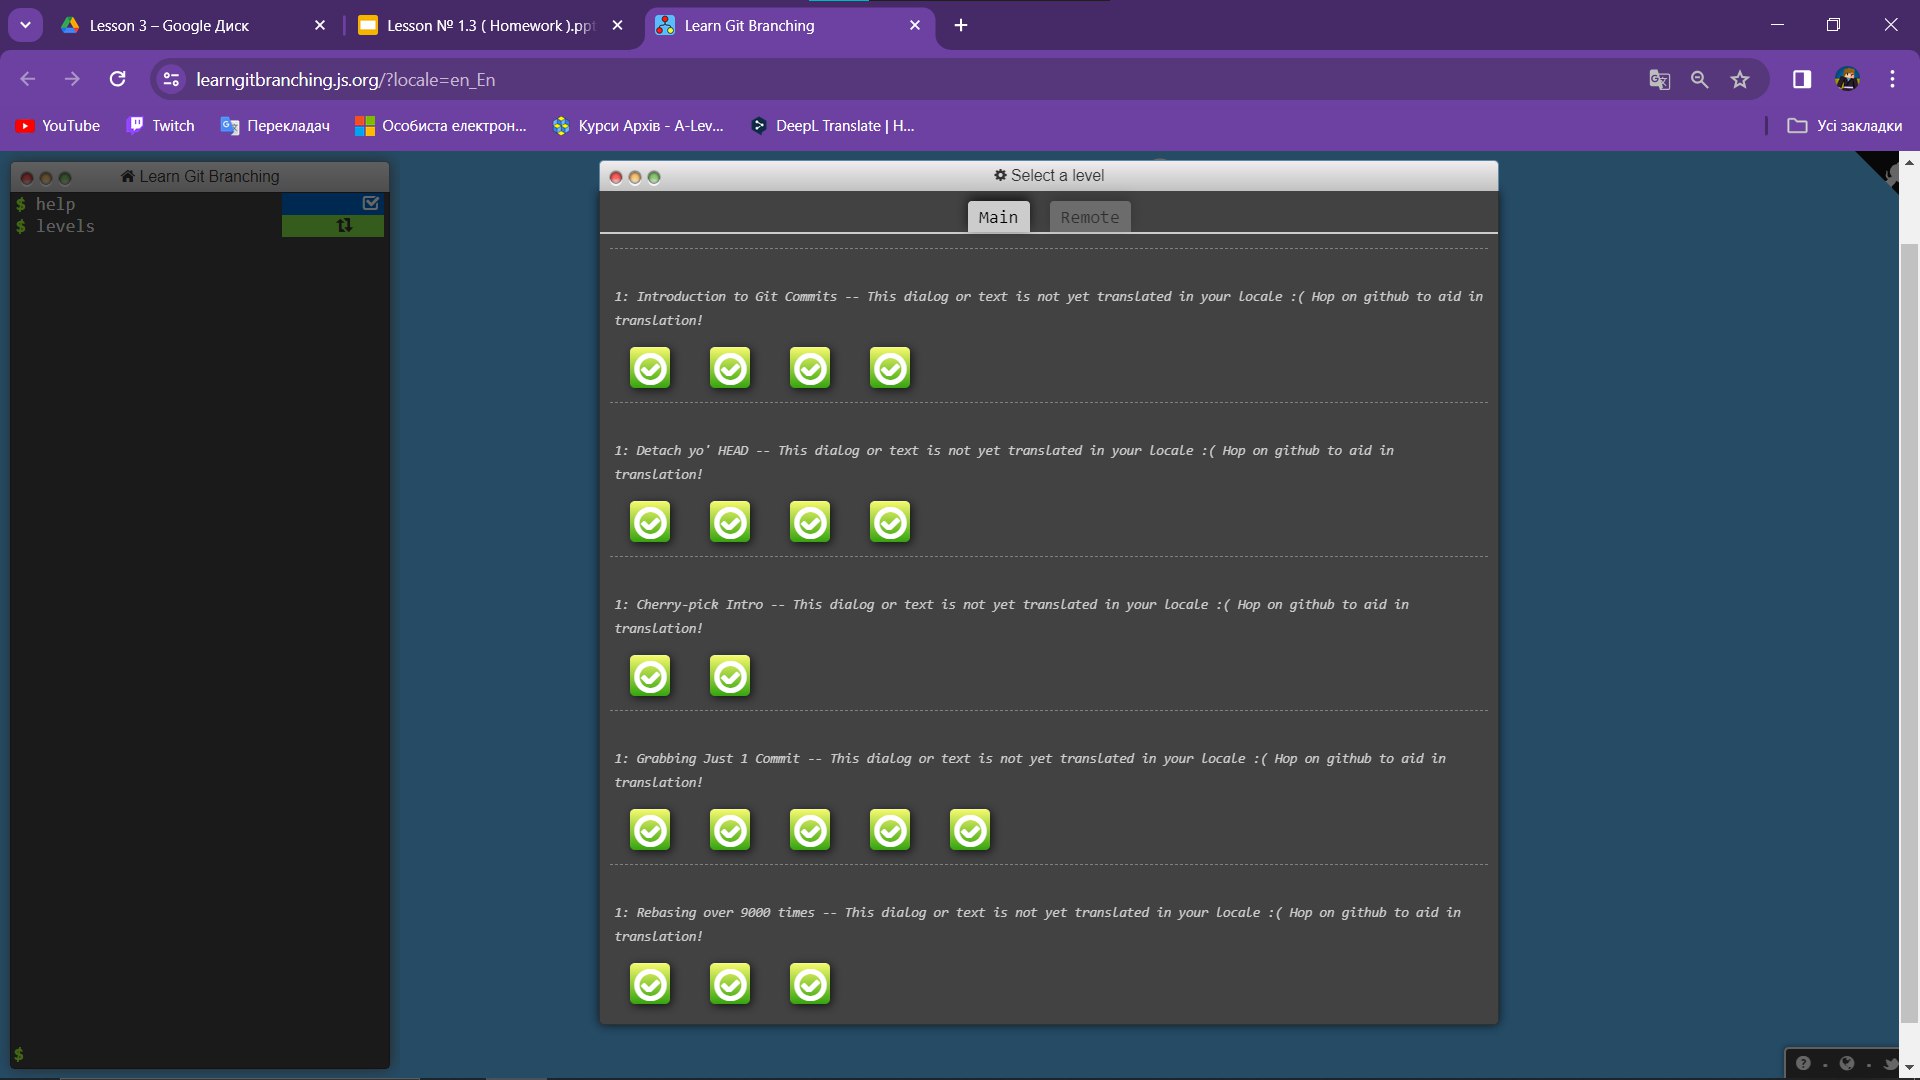 Lesson 3 – Google Диск
Lesson № 1.3 ( Homework ).ppt
Learn Git Branching
learngitbranching.js.org/?locale=en_En
YouTube
Twitch
Перекладач
Особиста електрон...
Курси Архів - A-Lev...
DeepL Translate | H...
Усі закладки
Learn Git Branching
$ help
$ levels
$
Select a level
Main
Remote
1: Introduction to Git Commits -- This dialog or text is not yet translated in your locale :( Hop on github to aid in
translation!
1: Detach yo' HEAD -- This dialog or text is not yet translated in your locale :( Hop on github to aid in
translation!
1: Cherry-pick Intro -- This dialog or text is not yet translated in your locale :( Hop on github to aid in
translation!
1: Grabbing Just 1 Commit -- This dialog or text is not yet translated in your locale :( Hop on github to aid in
translation!
1: Rebasing over 9000 times -- This dialog or text is not yet translated in your locale :( Hop on github to aid in
translation!